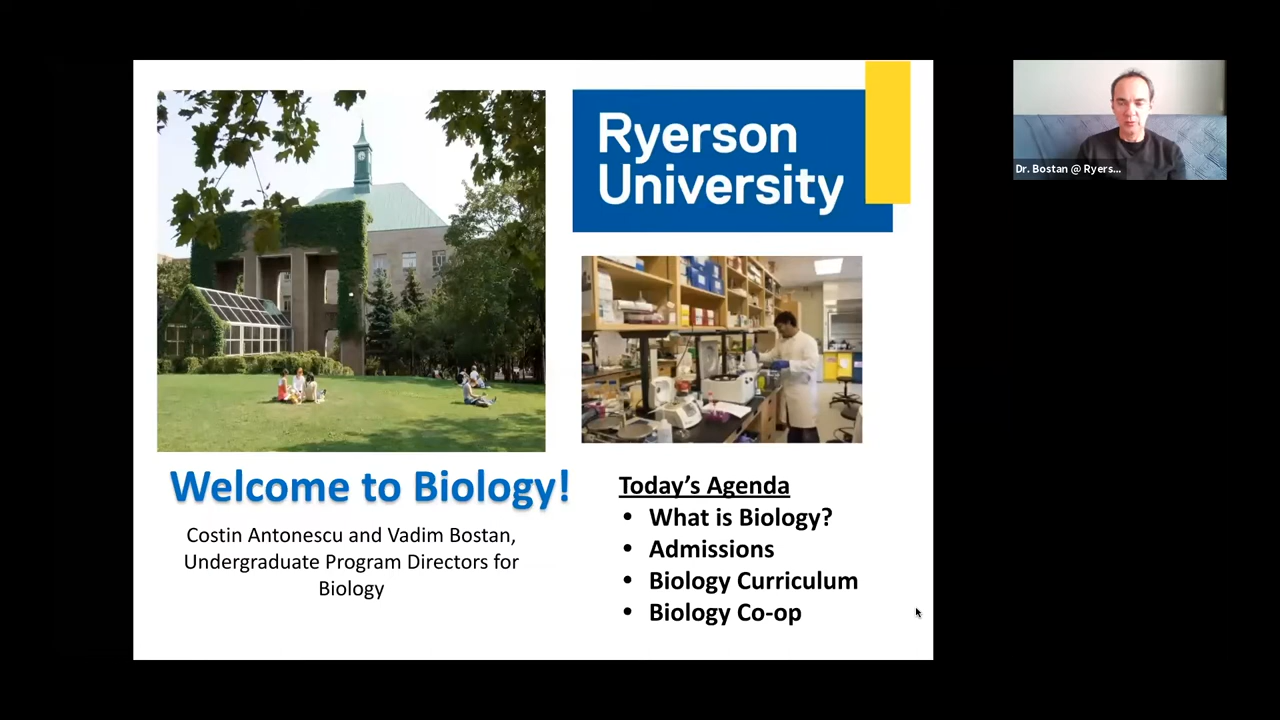 Ryerson
University
Dr. Bostan @ Ryers...
Welcome to Biology!
Costin Antonescu and Vadim Bostan,
Undergraduate Program Directors for
Biology
Today's Agenda
• What is Biology?
• Admissions
• Biology Curriculum
• Biology Co-op